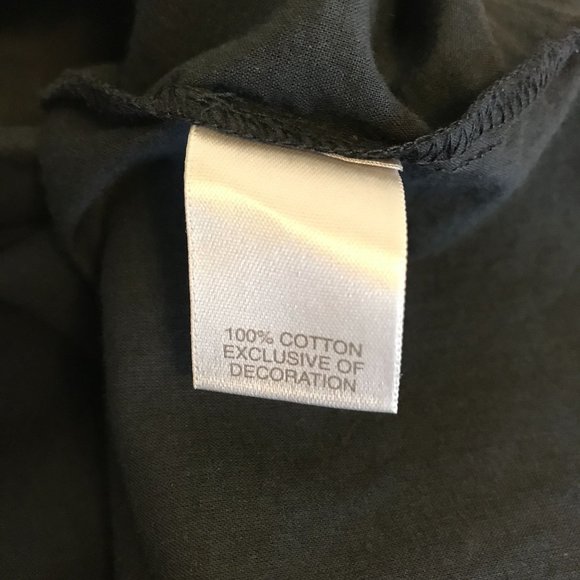 100% COTTON
EXCLUSIVE OF
DECORATION